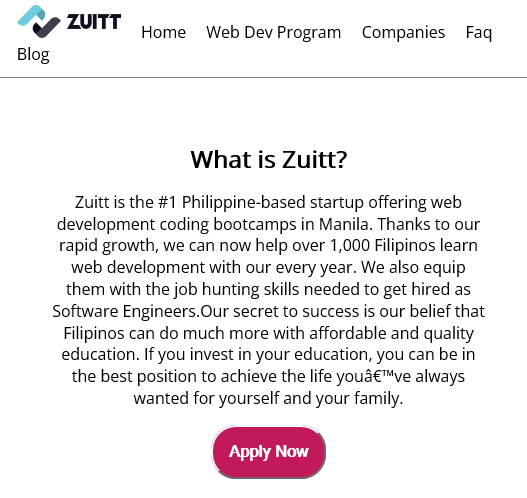 ZUITT Home Web Dev Program Companies Faq
Blog
What is Zuitt?
Zuitt is the #1 Philippine-based startup offering web
development coding bootcamps in Manila. Thanks to our
rapid growth, we can now help over 1,000 Filipinos learn
web development with our every year. We also equip
them with the job hunting skills needed to get hired as
Software Engineers.Our secret to success is our belief that
Filipinos can do much more with affordable and quality
education. If you invest in your education, you can be in
the best position to achieve the life youâ€™ve always
wanted for yourself and your family.
Apply Now